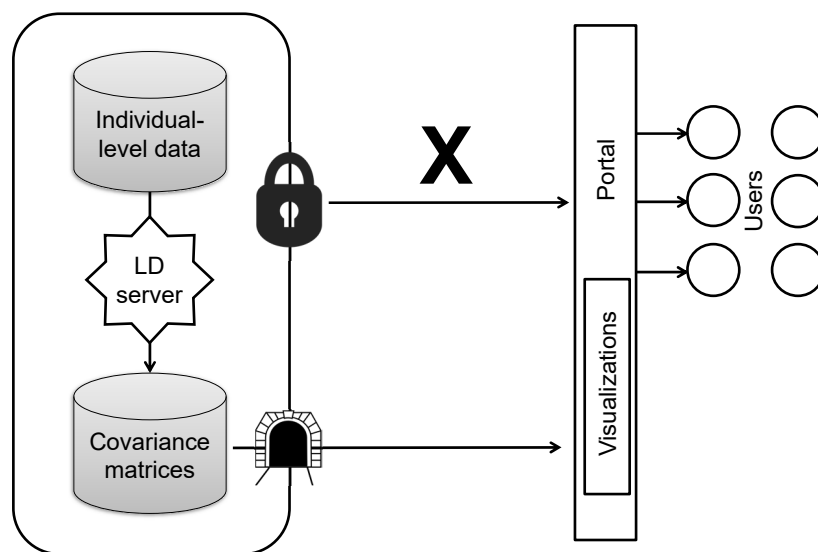 Individual-
level data
LD
server
Covariance
matrices
X
Portal
Visualizations
Users